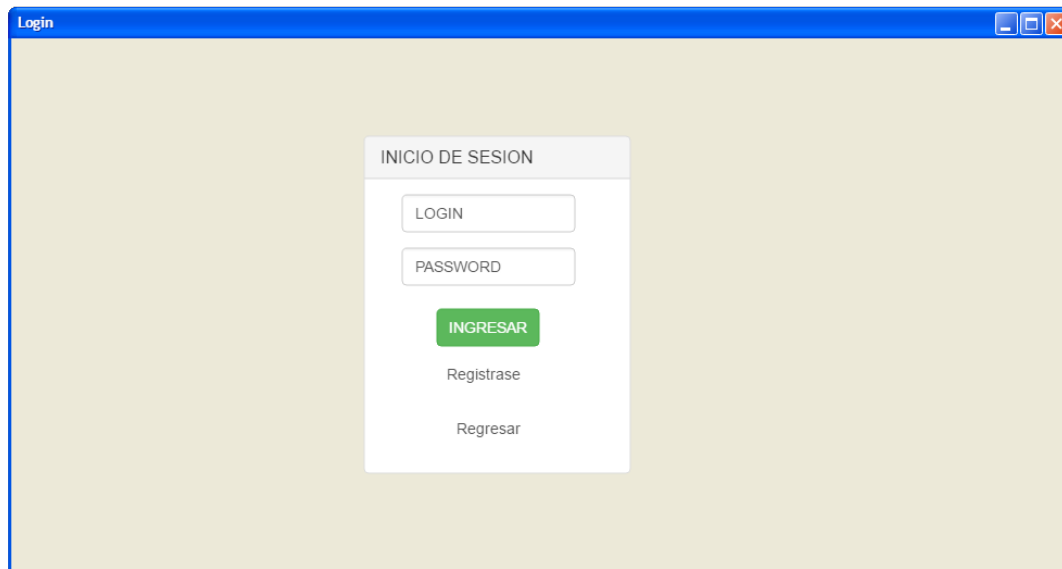 Login
INICIO DE SESION
LOGIN
PASSWORD
INGRESAR
Registrase
Regresar